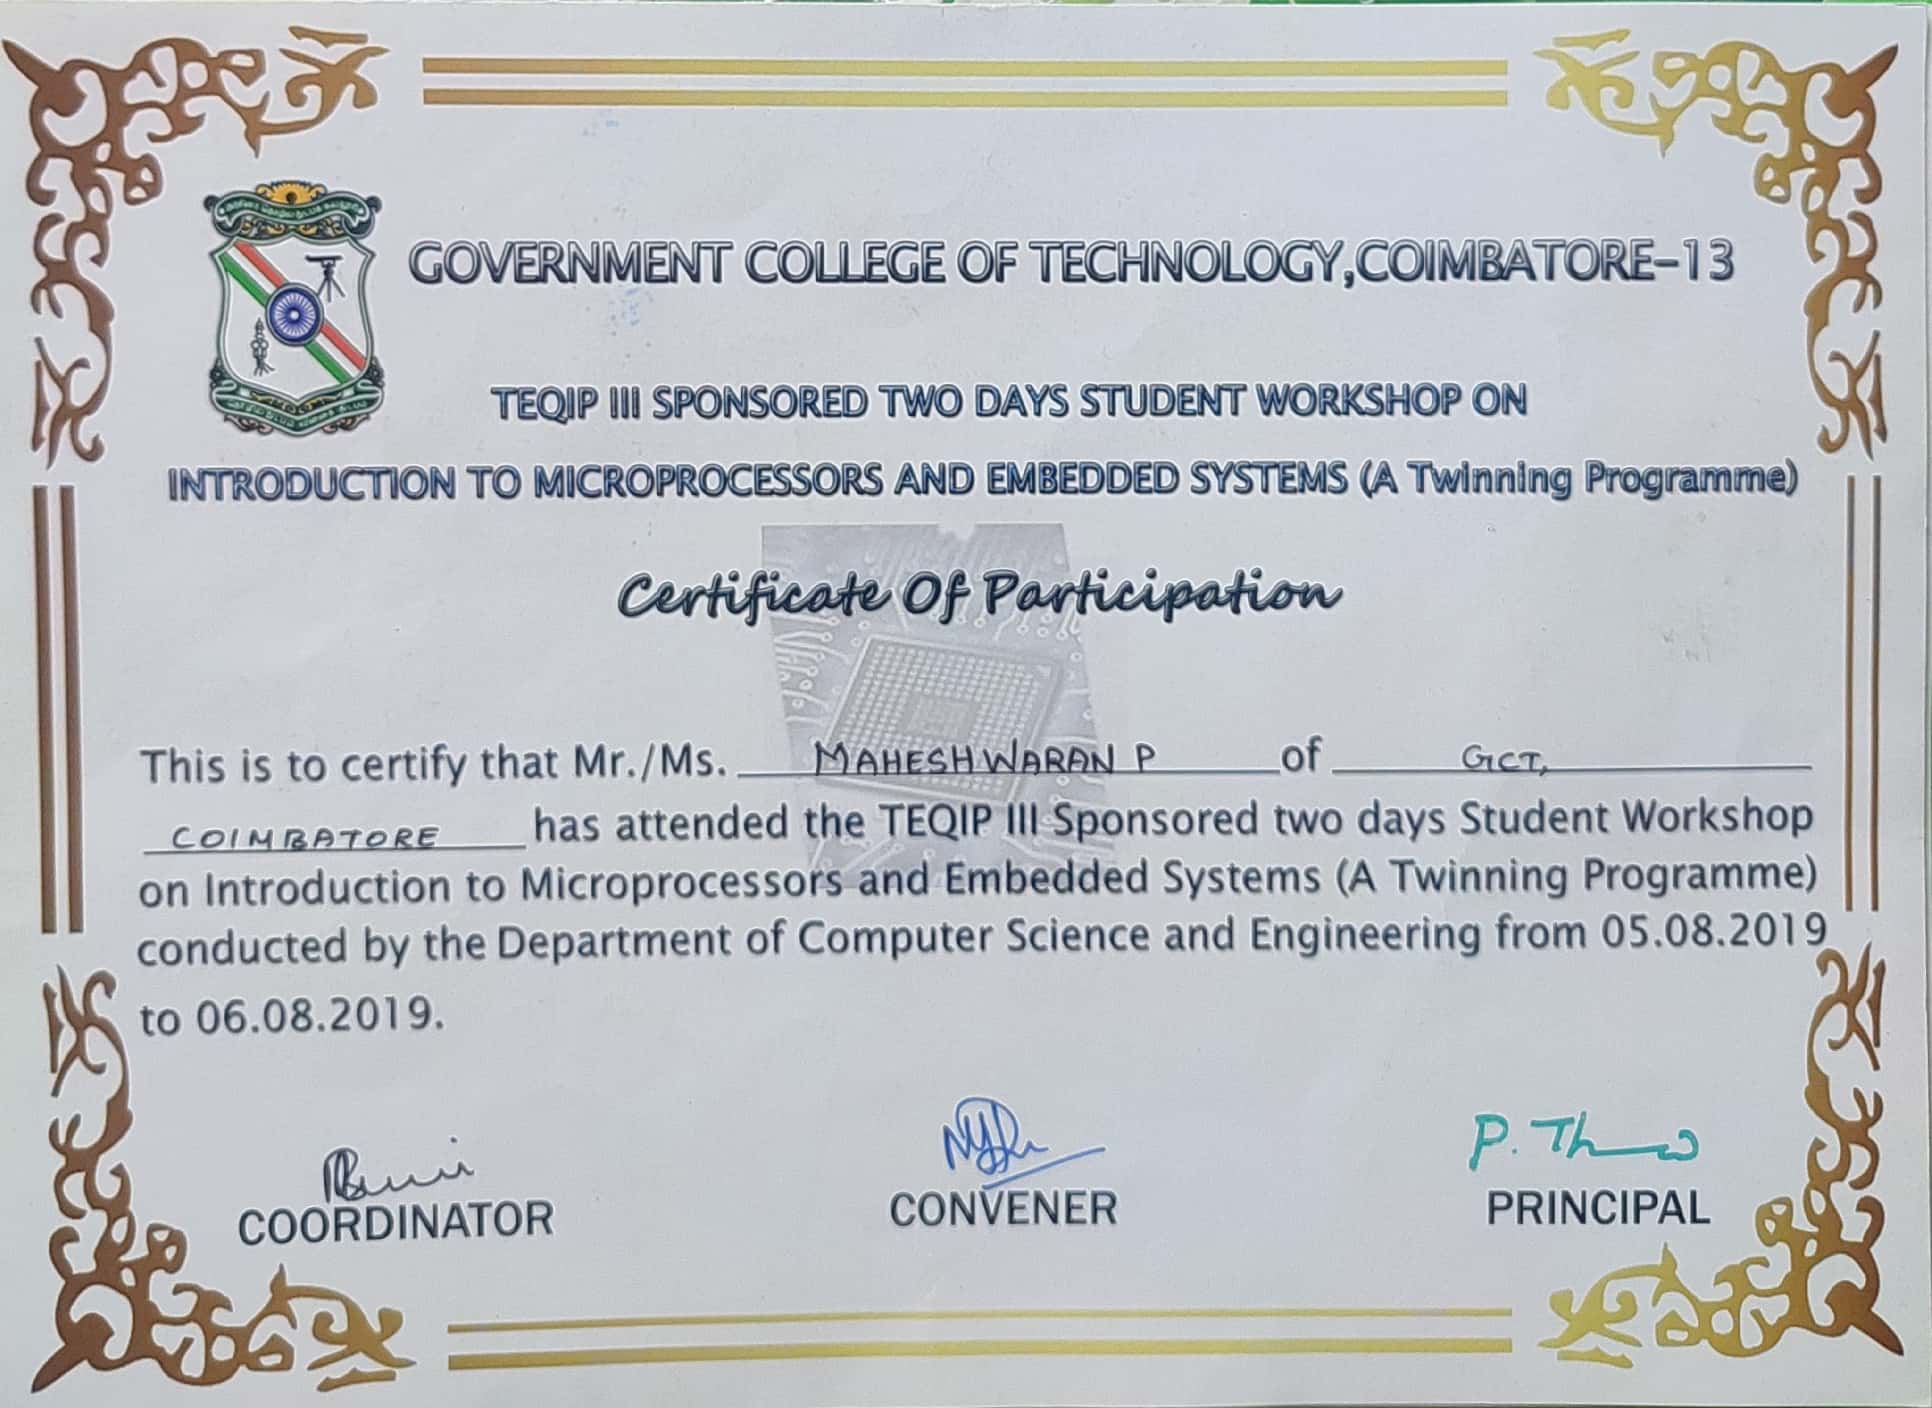 GOVERNMENT COLLEGE OF TECHNOLOGY,COIMBATORE-13
TEQIP III SPONSORED TWO DAYS STUDENT WORKSHOP ON
INTRODUCTION TO MICROPROCESSORS AND EMBEDDED SYSTEMS (A Twinning Programme)
Certificate Of Participation
This is to certify that Mr./Ms. MAHESHWARAN P of GCT,
COIMBATORE has attended the TEQIP III Sponsored two days Student Workshop
on Introduction to Microprocessors and Embedded Systems (A Twinning Programme)
conducted by the Department of Computer Science and Engineering from 05.08.2019
to 06.08.2019.
P. Th
COORDINATOR CONVENER PRINCIPAL